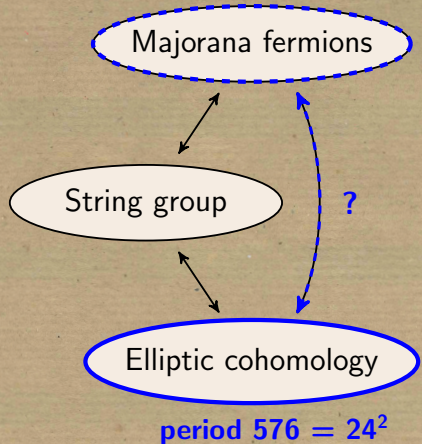 Majorana fermions
String group
?
Elliptic cohomology
period 576 = 24²